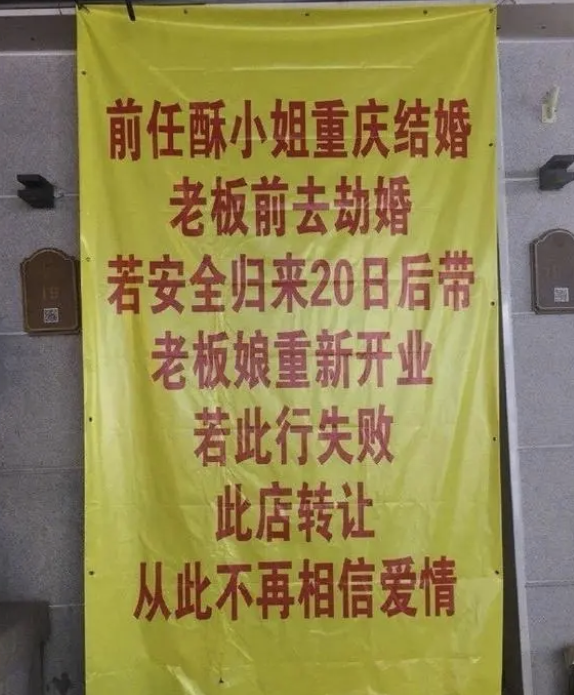 前任酥小姐重庆结婚
老板前去劫婚
若安全归来20日后带
老板娘重新开业
若此行失败
此店转让
从此不再相信爱情